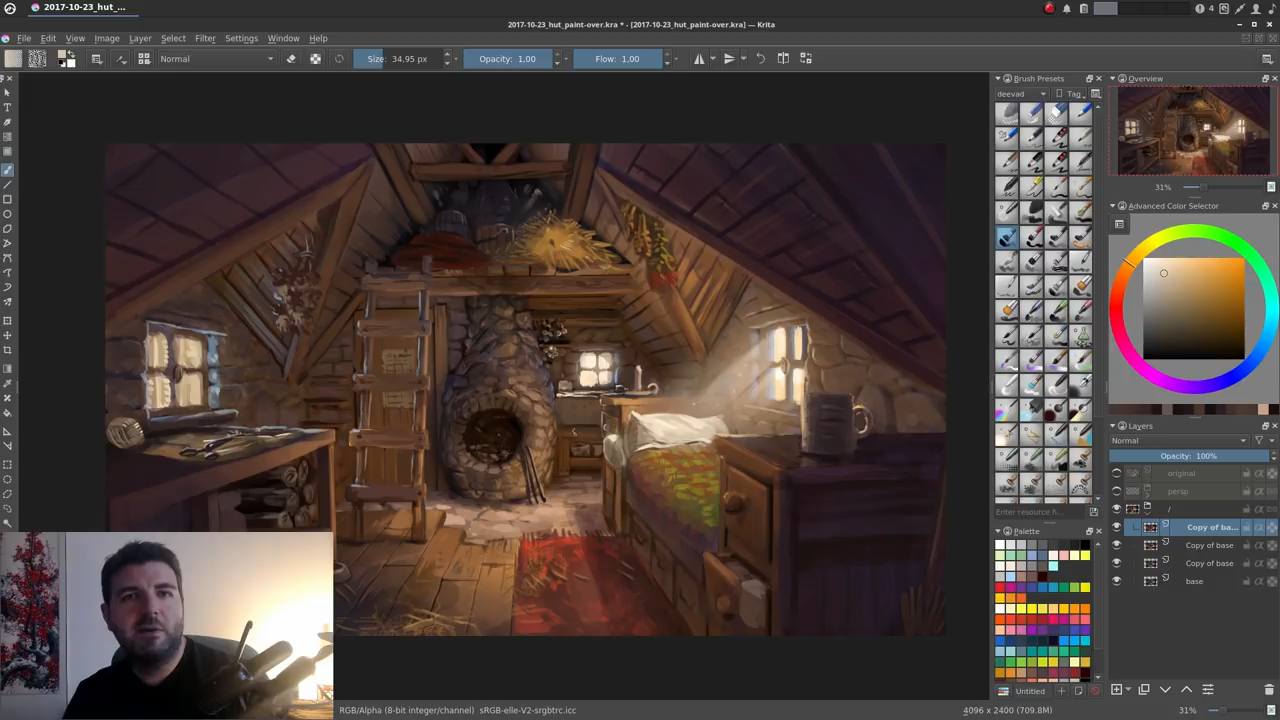 2017-10-23_hut_...
4
2017-10-23_hut_paint-over.kra * - [2017-10-23_hut_paint-over.kra] — Krita
File Edit View Image Layer Select Filter Settings Window Help
Normal Size: 34,95 px Opacity: 1,00 Flow: 1,00
Brush Presets
deevad Tag
Enter resource fi...
Palette
Untitled
Overview
31%
Advanced Color Selector
Layers
Normal
Opacity: 100%
original
persp
/
Copy of ba...
Copy of base
Copy of base
base
RGB/Alpha (8-bit integer/channel) sRGB-elle-V2-srgbtrc.icc 4096 x 2400 (709.8M) 31%